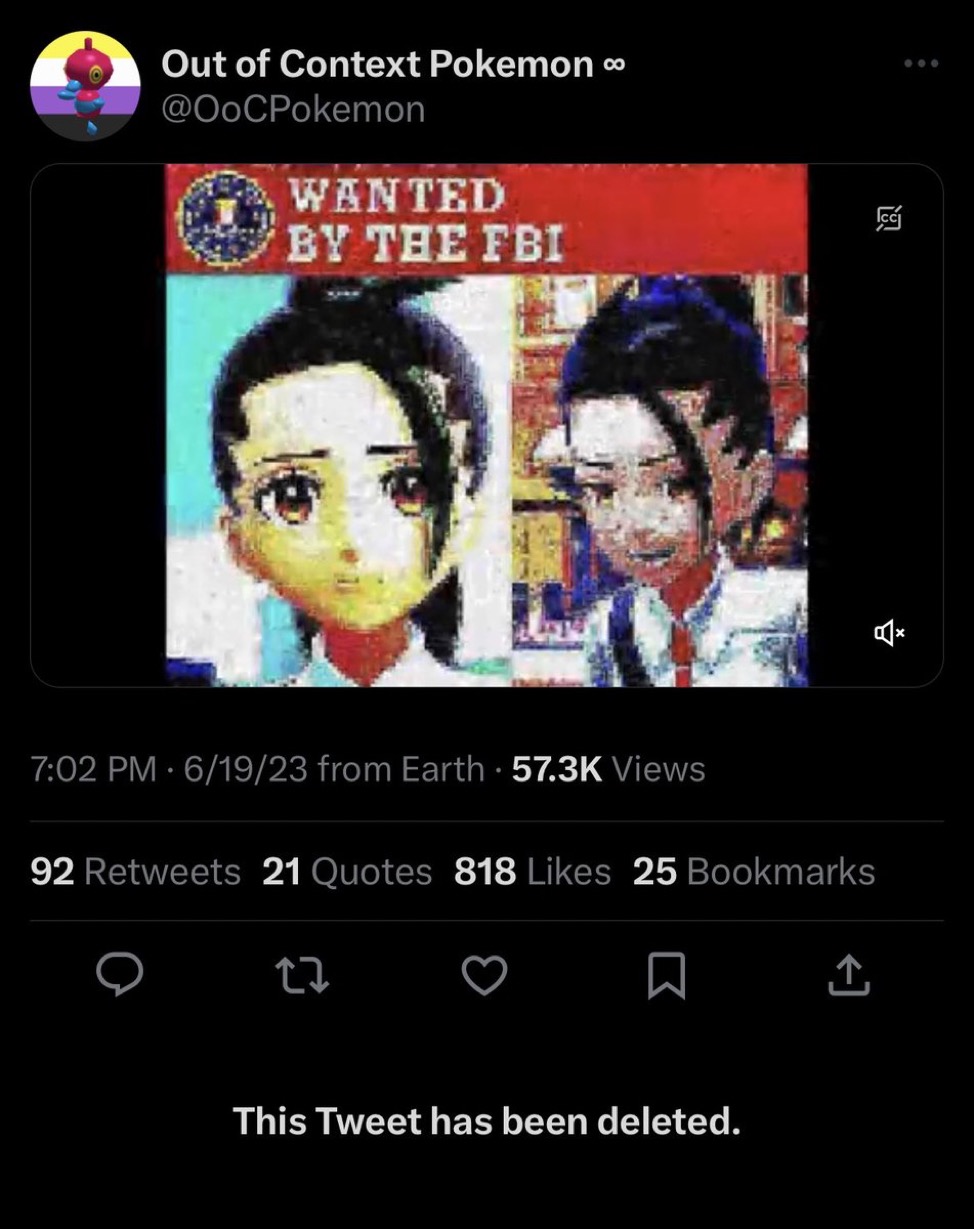 Out of Context Pokemon ∞
@OoCPokemon
WANTED
BY THE FBI
CC
7:02 PM · 6/19/23 from Earth · 57.3K Views
92 Retweets 21 Quotes 818 Likes 25 Bookmarks
This Tweet has been deleted.